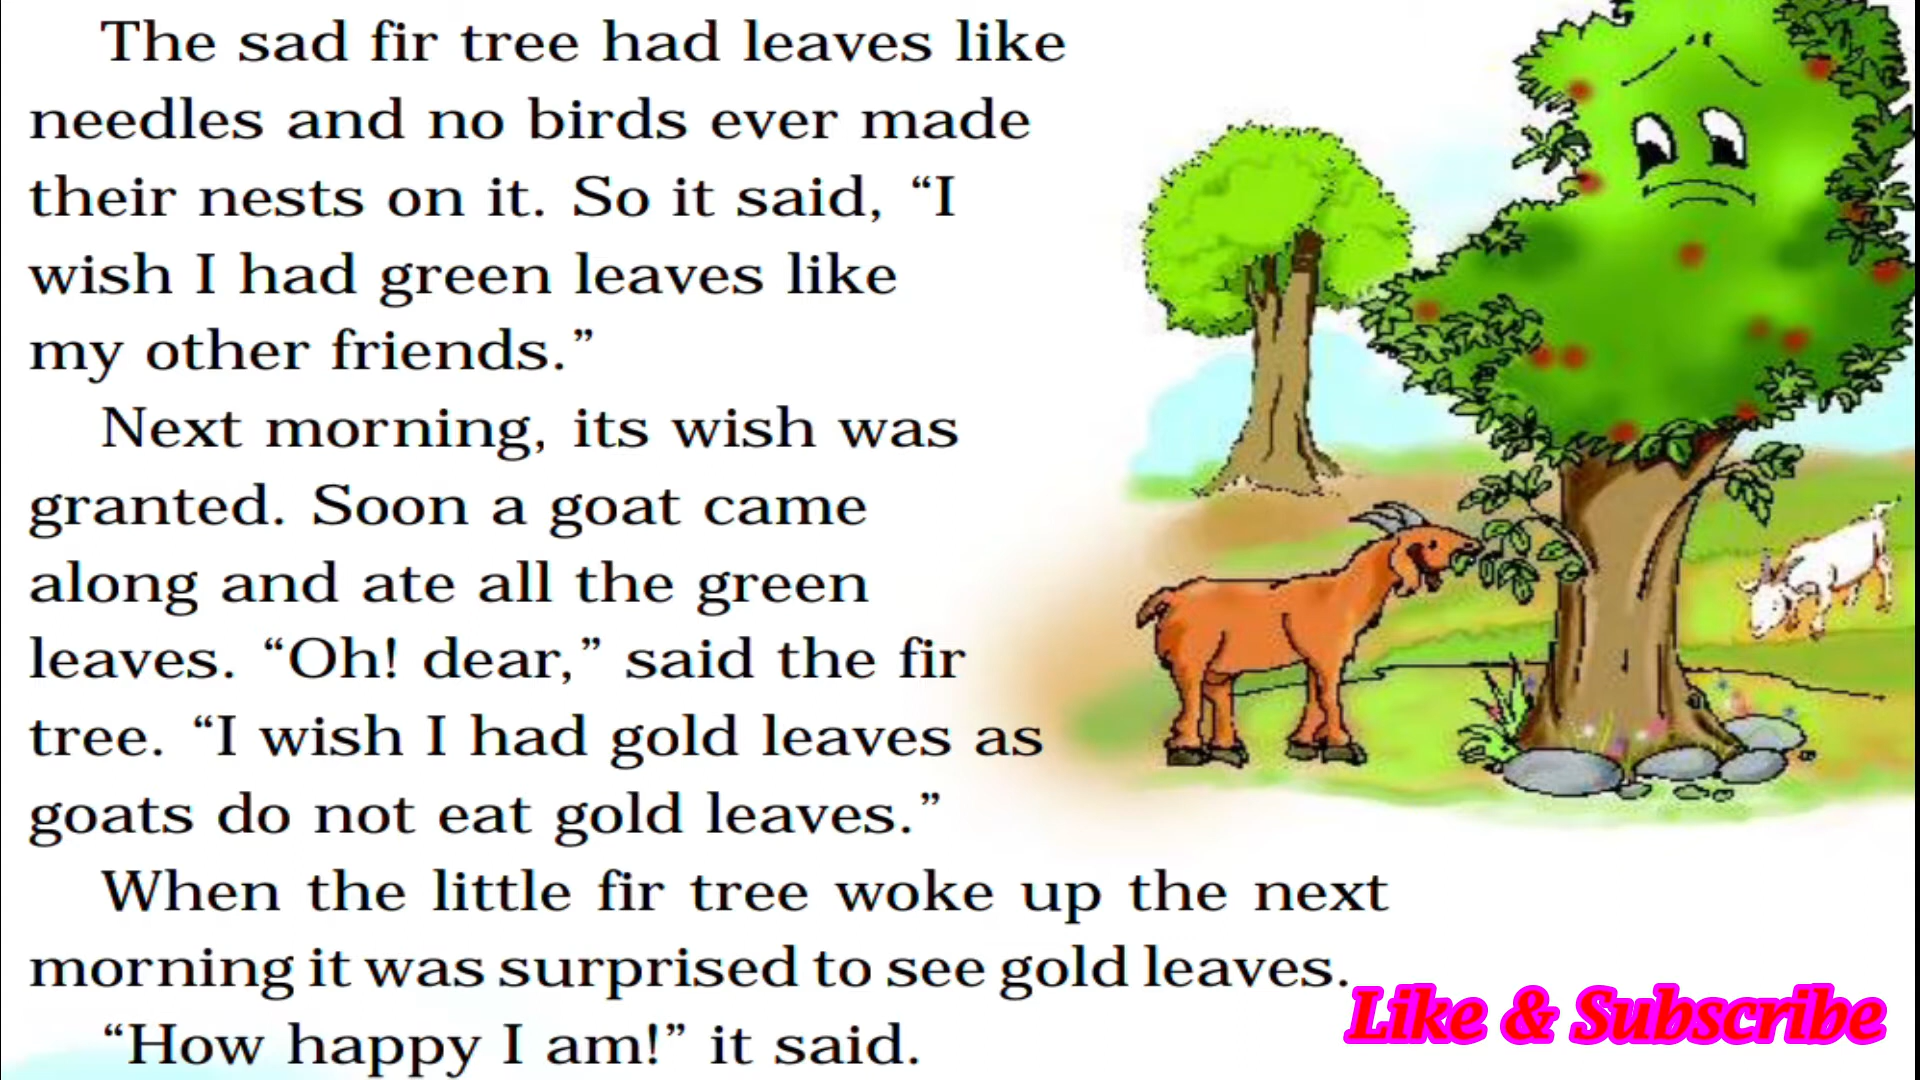 The sad fir tree had leaves like
needles and no birds ever made
their nests on it. So it said, “I
wish I had green leaves like
my other friends.”
Next morning, its wish was
granted. Soon a goat came
along and ate all the green
leaves. “Oh! dear,” said the fir
tree. “I wish I had gold leaves as
goats do not eat gold leaves.”
When the little fir tree woke up the next
morning it was surprised to see gold leaves.
“How happy I am!” it said.
Like & Subscribe